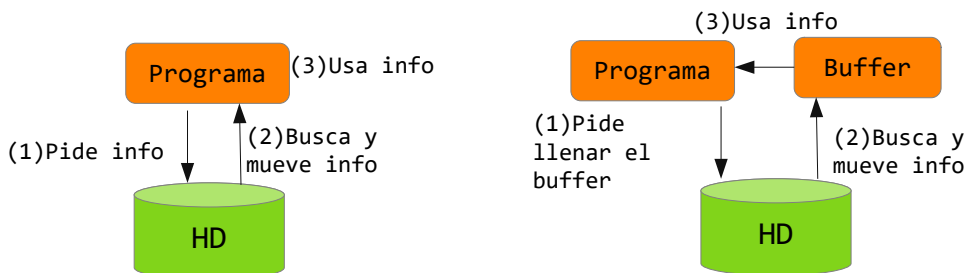 Programa
(3)Usa info
(1)Pide info
(2)Busca y
mueve info
HD
(3)Usa info
Programa
Buffer
(1)Pide
llenar el
buffer
(2)Busca y
mueve info
HD